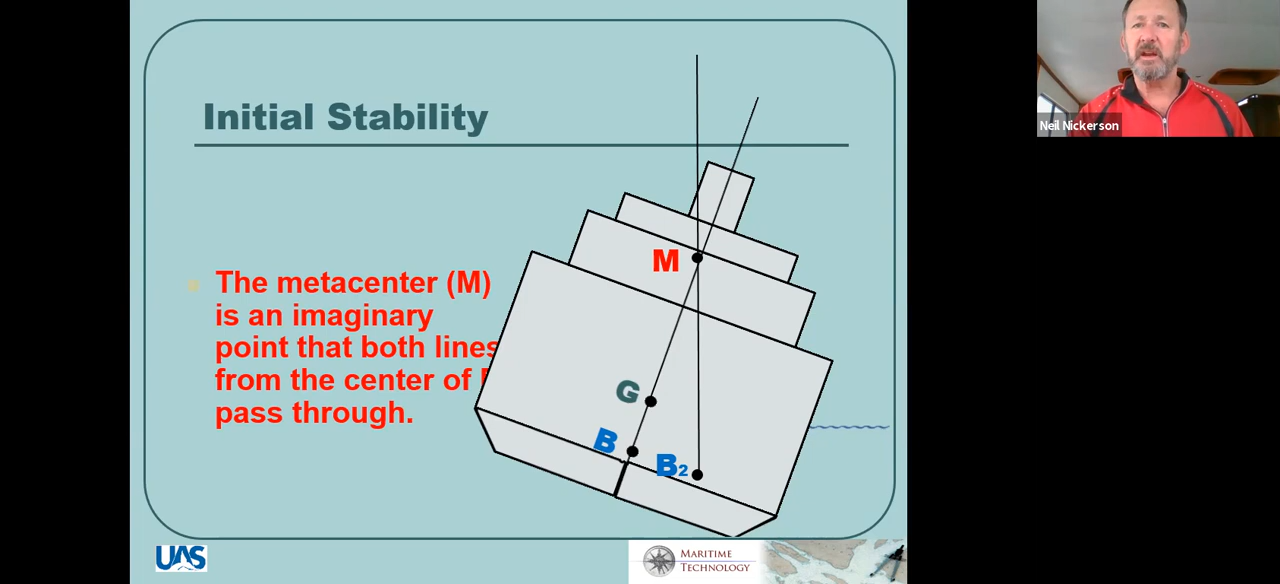 Initial Stability
Neil Nickerson
The metacenter (M)
is an imaginary
point that both lines
from the center of
pass through.
M
G
B
B2
UAS
MARITIME
TECHNOLOGY